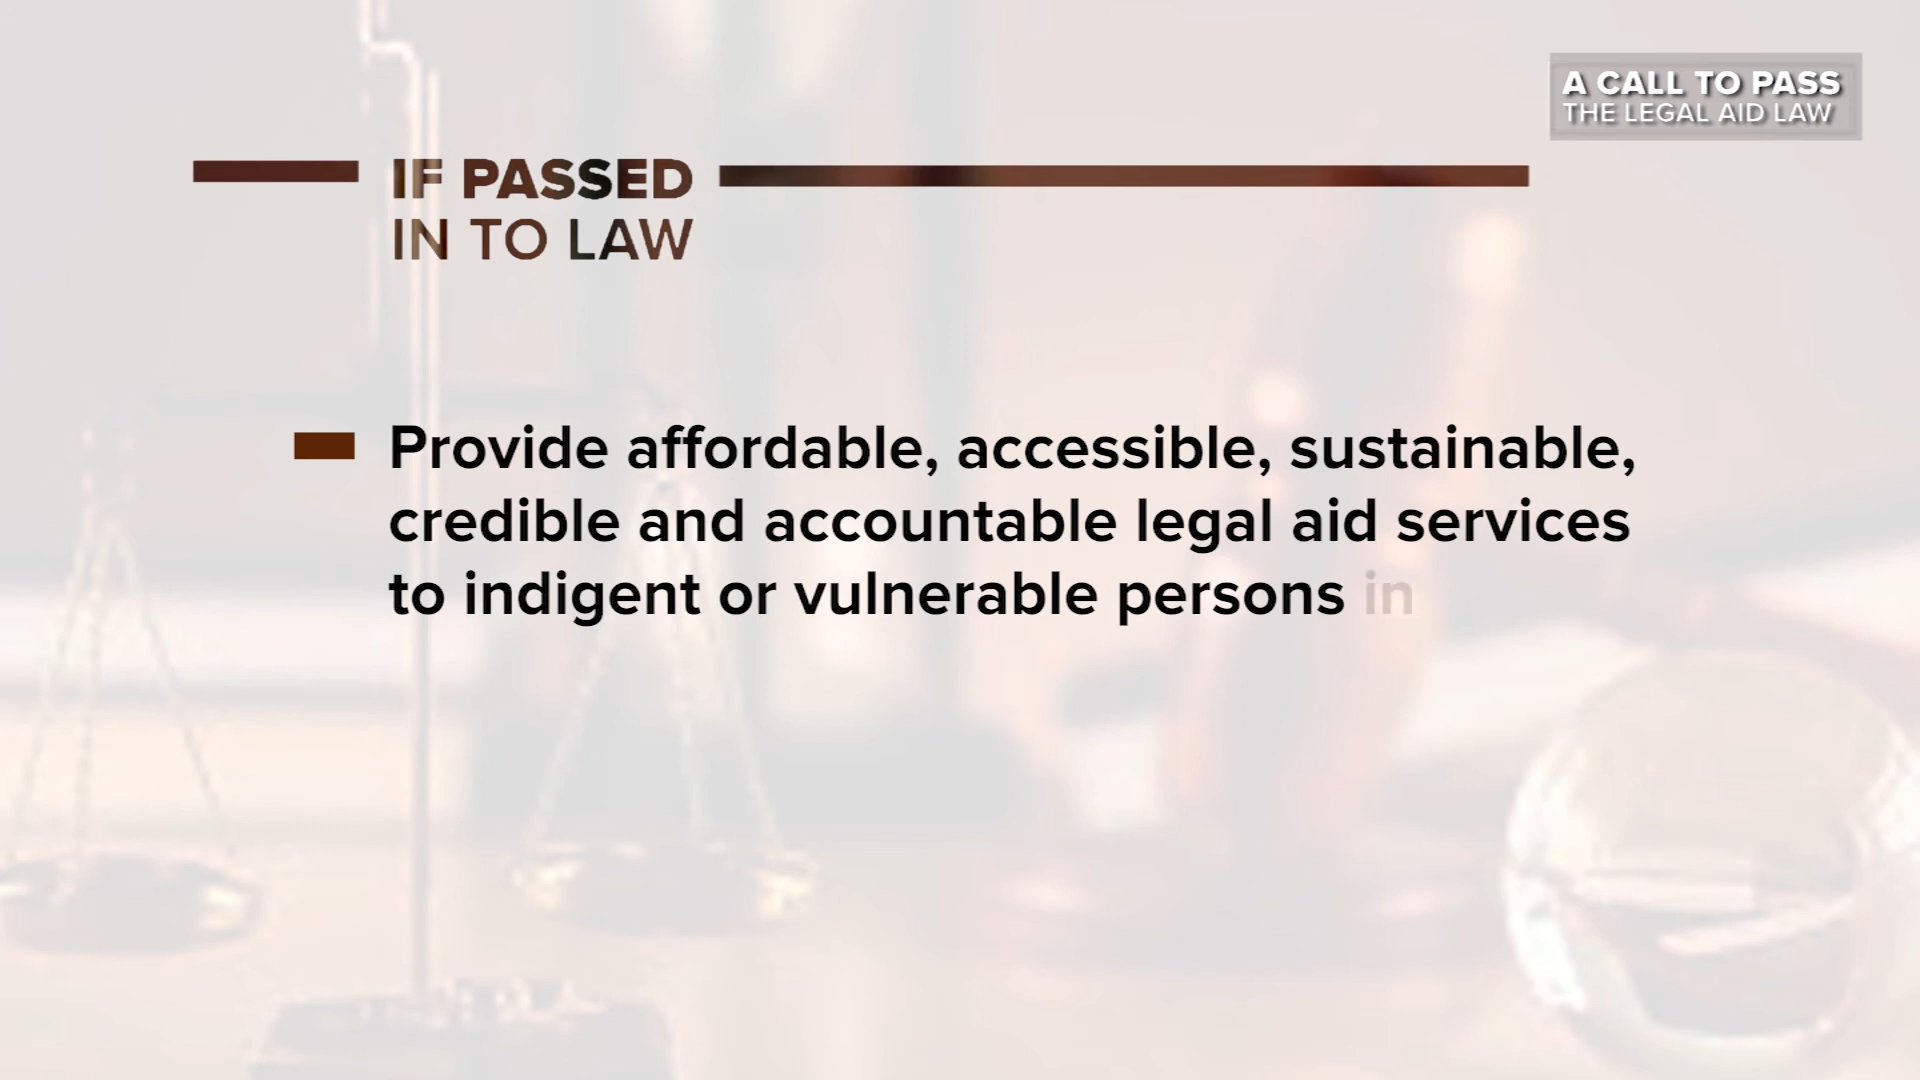 A CALL TO PASS
THE LEGAL AID LAW
IF PASSED
IN TO LAW
Provide affordable, accessible, sustainable,
credible and accountable legal aid services
to indigent or vulnerable persons in